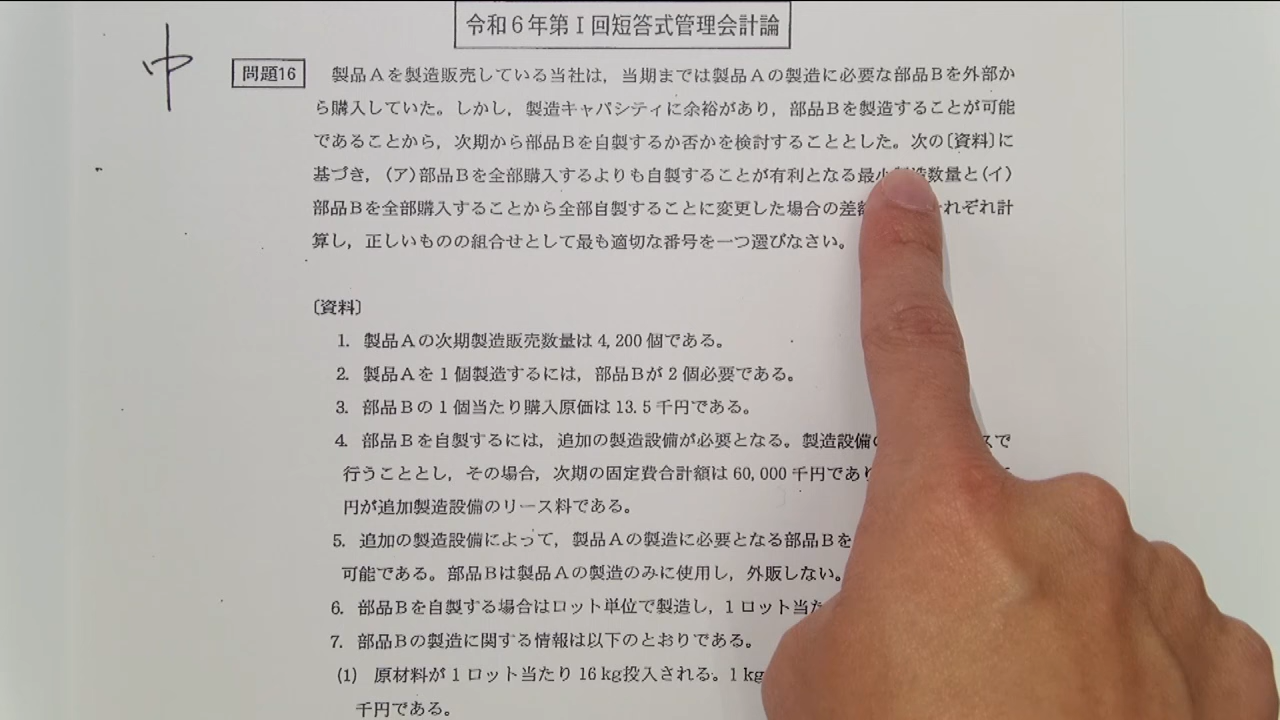 令和6年第Ⅰ回短答式管理会計論
中
問題16 製品Aを製造販売している当社は,当期までは製品Aの製造に必要な部品Bを外部か
ら購入していた。しかし,製造キャパシティに余裕があり,部品Bを製造することが可能
であることから,次期から部品Bを自製するか否かを検討することとした。次の〔資料〕に
基づき,(ア)部品Bを全部購入するよりも自製することが有利となる最小製造数量と(イ)
部品Bを全部購入することから全部自製することに変更した場合の差額 それぞれ計
算し,正しいものの組合せとして最も適切な番号を一つ選びなさい。
〔資料〕
1. 製品Aの次期製造販売数量は4,200個である。
2. 製品Aを1個製造するには,部品Bが2個必要である。
3. 部品Bの1個当たり購入原価は13.5千円である。
4. 部品Bを自製するには,追加の製造設備が必要となる。製造設備 スで
行うこととし,その場合,次期の固定費合計額は60,000千円であり
円が追加製造設備のリース料である。
5. 追加の製造設備によって,製品Aの製造に必要となる部品Bを
可能である。部品Bは製品Aの製造のみに使用し,外販しない。
6. 部品Bを自製する場合はロット単位で製造し,1ロット当た
7. 部品Bの製造に関する情報は以下のとおりである。
(1) 原材料が1ロット当たり16kg投入される。1kg
千円である。